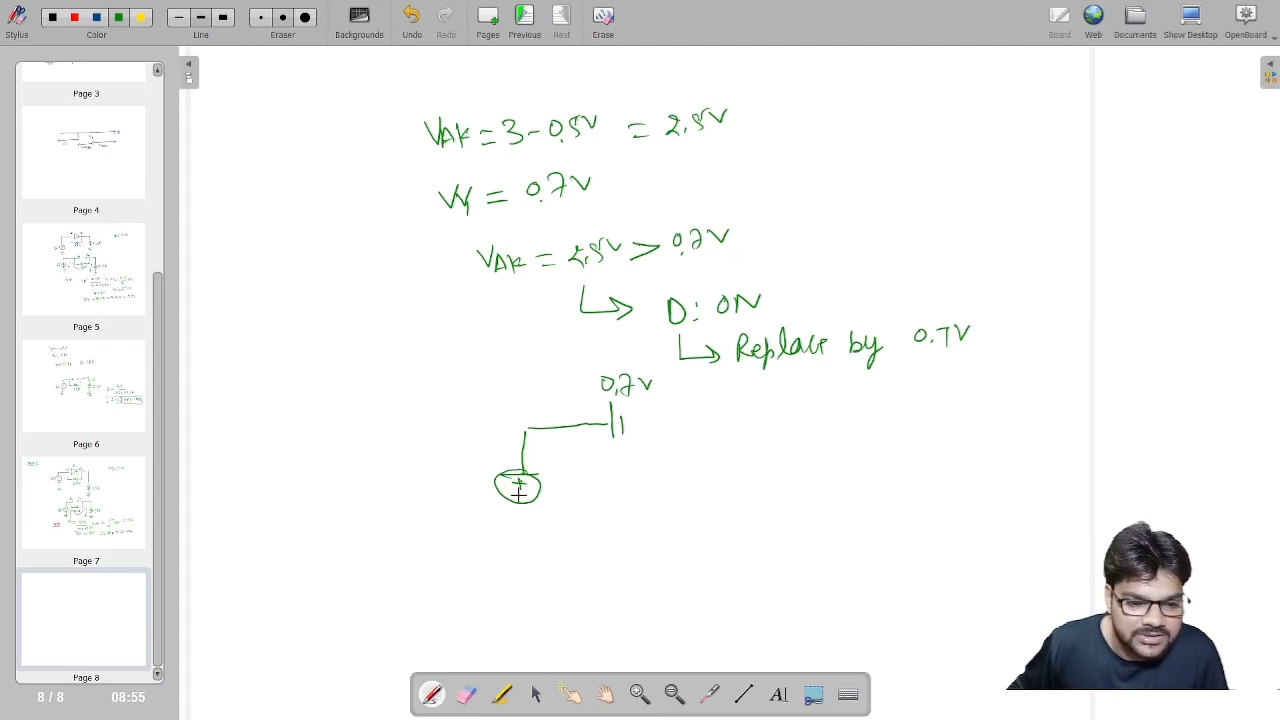 Stylus
Color
Line
Eraser
Backgrounds
Undo
Redo
Pages
Previous
Next
Erase
Board
Web
Documents
Show Desktop
OpenBoard
Page 3
Page 4
Page 5
Page 6
Page 7
Page 8
8 / 8
08:55
VAK = 3 - 0.5V = 2.5V
Vγ = 0.7V
VAK = 2.5V > 0.7V
D: ON
Replace by 0.7V
0.7V
+